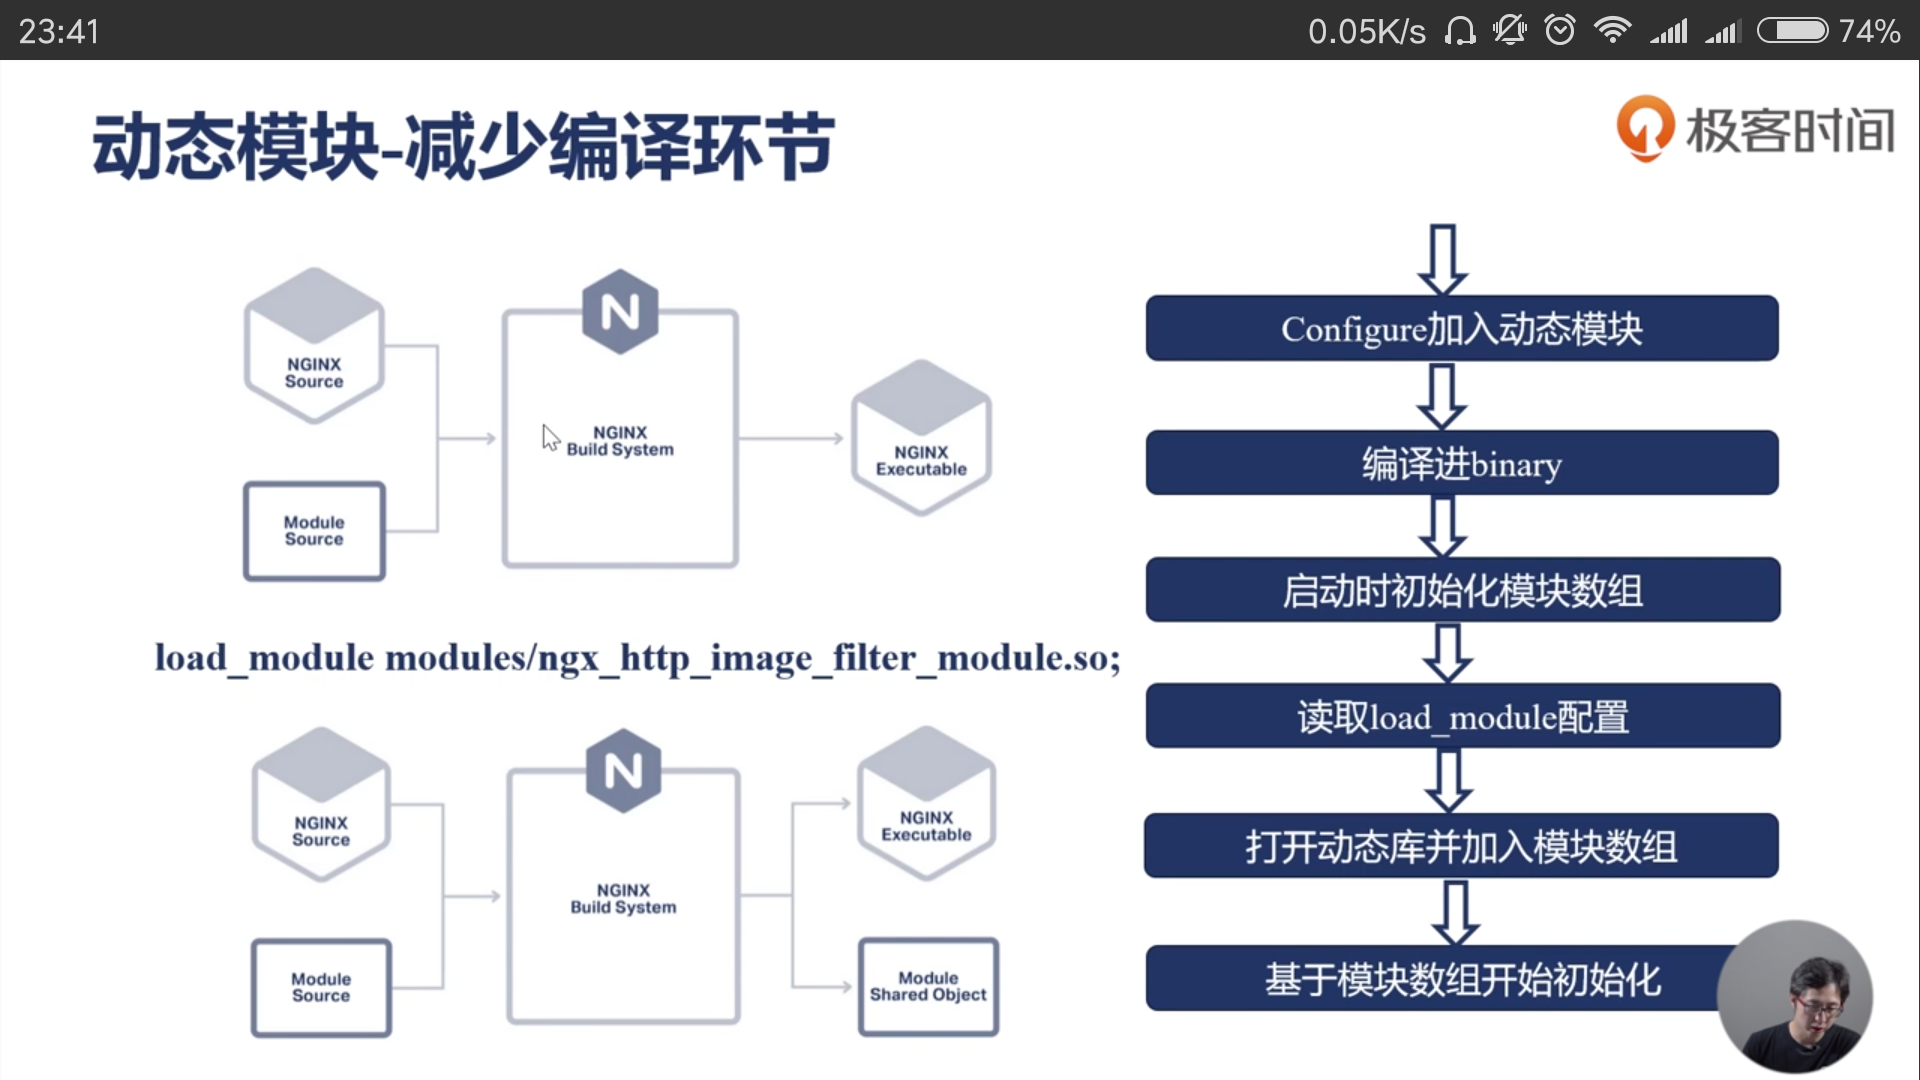 23:41
0.05K/s
74%
动态模块-减少编译环节
极客时间
NGINX
Source
Module
Source
N
NGINX
Build System
NGINX
Executable
load_module modules/ngx_http_image_filter_module.so;
NGINX
Source
Module
Source
N
NGINX
Build System
NGINX
Executable
Module
Shared Object
Configure加入动态模块
编译进binary
启动时初始化模块数组
读取load_module配置
打开动态库并加入模块数组
基于模块数组开始初始化